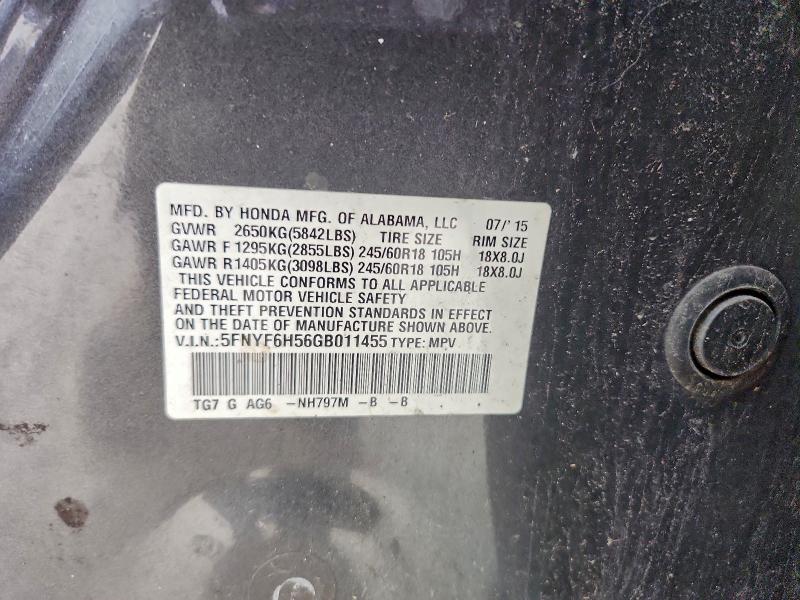 MFD. BY HONDA MFG. OF ALABAMA, LLC 07/'15
GVWR 2650KG(5842LBS) TIRE SIZE RIM SIZE
GAWR F 1295KG(2855LBS) 245/60R18 105H 18X8.0J
GAWR R1405KG(3098LBS) 245/60R18 105H 18X8.0J
THIS VEHICLE CONFORMS TO ALL APPLICABLE
FEDERAL MOTOR VEHICLE SAFETY
AND THEFT PREVENTION STANDARDS IN EFFECT
ON THE DATE OF MANUFACTURE SHOWN ABOVE.
V.I.N.:5FNYF6H56GB011455 TYPE: MPV
TG7 G AG6 -NH797M -B -B . .